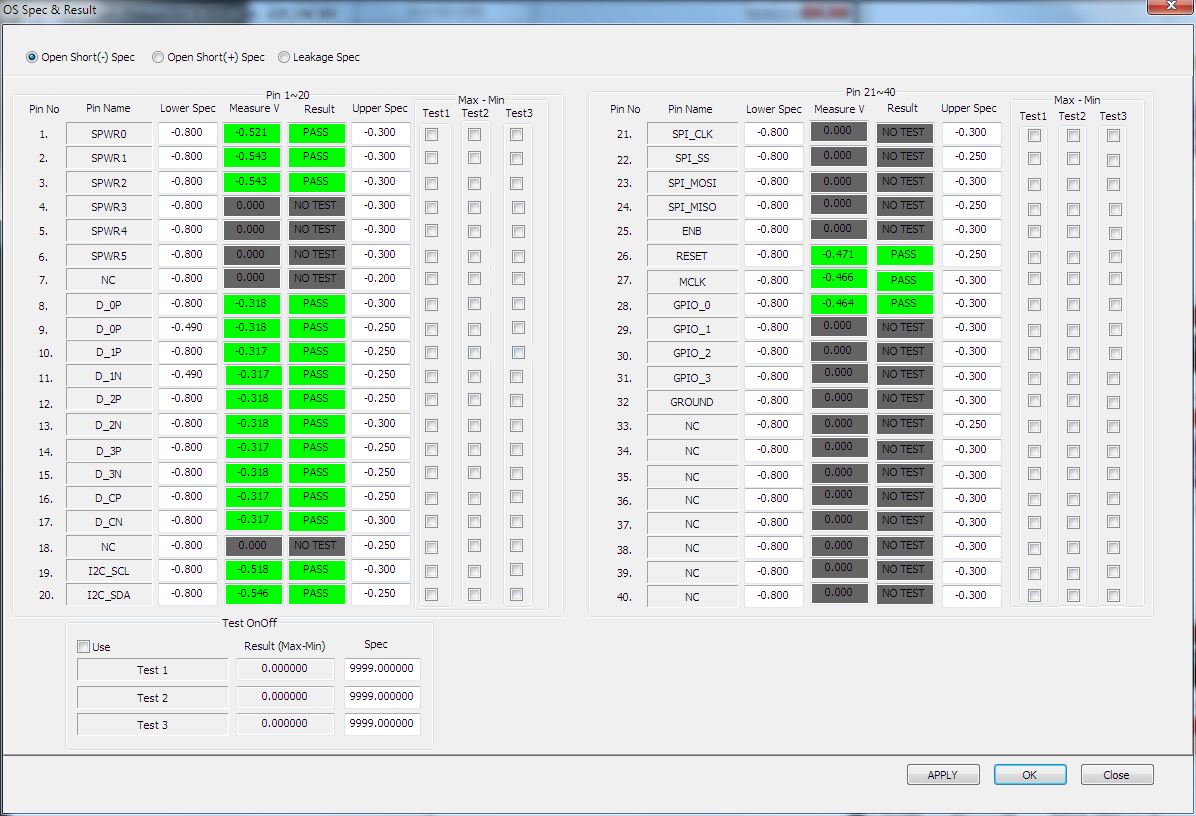 OS Spec & Result
Open Short(-) Spec Open Short(+) Spec Leakage Spec
Pin 1~20
Pin No Pin Name Lower Spec Measure V Result Upper Spec Max - Min
Test1 Test2 Test3
1. SPWR0 -0.800 -0.521 PASS -0.300
2. SPWR1 -0.800 -0.543 PASS -0.300
3. SPWR2 -0.800 -0.543 PASS -0.300
4. SPWR3 -0.800 0.000 NO TEST -0.300
5. SPWR4 -0.800 0.000 NO TEST -0.300
6. SPWR5 -0.800 0.000 NO TEST -0.300
7. NC -0.800 0.000 NO TEST -0.200
8. D_0P -0.800 -0.318 PASS -0.300
9. D_0P -0.490 -0.318 PASS -0.250
10. D_1P -0.800 -0.317 PASS -0.250
11. D_1N -0.490 -0.317 PASS -0.250
12. D_2P -0.800 -0.318 PASS -0.250
13. D_2N -0.800 -0.318 PASS -0.300
14. D_3P -0.800 -0.317 PASS -0.250
15. D_3N -0.800 -0.318 PASS -0.250
16. D_CP -0.800 -0.317 PASS -0.250
17. D_CN -0.800 -0.317 PASS -0.300
18. NC -0.800 0.000 NO TEST -0.250
19. I2C_SCL -0.800 -0.518 PASS -0.300
20. I2C_SDA -0.800 -0.546 PASS -0.250
Pin 21~40
Pin No Pin Name Lower Spec Measure V Result Upper Spec Max - Min
Test1 Test2 Test3
21. SPI_CLK -0.800 0.000 NO TEST -0.300
22. SPI_SS -0.800 0.000 NO TEST -0.250
23. SPI_MOSI -0.800 0.000 NO TEST -0.300
24. SPI_MISO -0.800 0.000 NO TEST -0.250
25. ENB -0.800 0.000 NO TEST -0.300
26. RESET -0.800 -0.471 PASS -0.250
27. MCLK -0.800 -0.466 PASS -0.300
28. GPIO_0 -0.800 -0.464 PASS -0.300
29. GPIO_1 -0.800 0.000 NO TEST -0.300
30. GPIO_2 -0.800 0.000 NO TEST -0.250
31. GPIO_3 -0.800 0.000 NO TEST -0.300
32 GROUND -0.800 0.000 NO TEST -0.300
33. NC -0.800 0.000 NO TEST -0.250
34. NC -0.800 0.000 NO TEST -0.300
35. NC -0.800 0.000 NO TEST -0.300
36. NC -0.800 0.000 NO TEST -0.300
37. NC -0.800 0.000 NO TEST -0.300
38. NC -0.800 0.000 NO TEST -0.300
39. NC -0.800 0.000 NO TEST -0.300
40. NC -0.800 0.000 NO TEST -0.300
Test OnOff
Use Result (Max-Min) Spec
Test 1 0.000000 9999.000000
Test 2 0.000000 9999.000000
Test 3 0.000000 9999.000000
APPLY OK Close